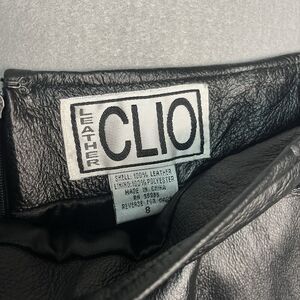 LEATHER
CLIO
SHELL: 100% LEATHER
LINING: 100% POLYESTER
MADE IN CHINA
RN
REVERSE FOR CARE
8